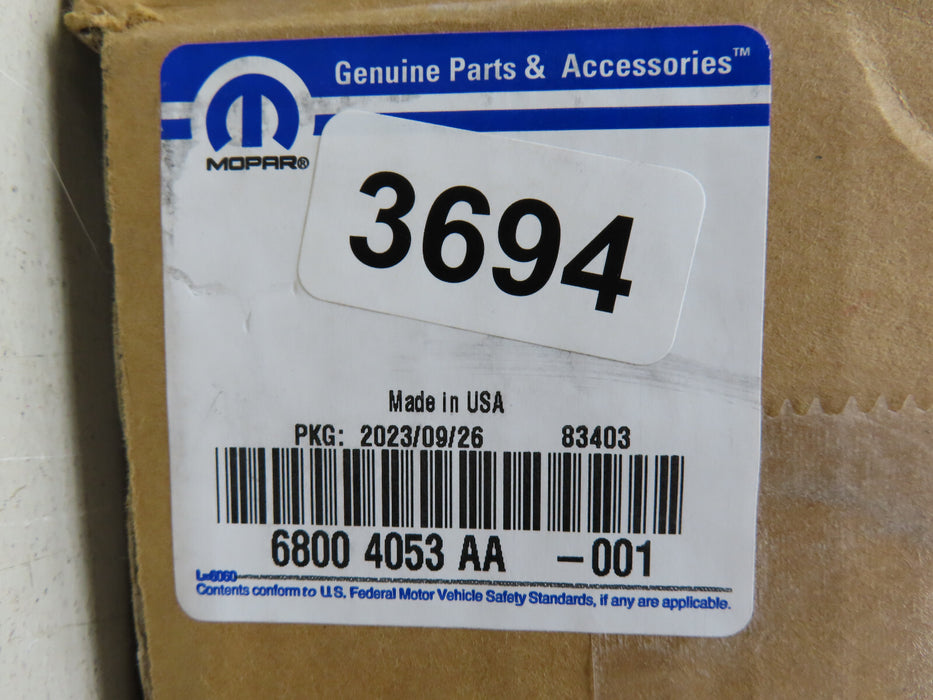 Genuine Parts & Accessories™
MOPAR®
3694
Made in USA
PKG: 2023/09/26 83403
6800 4053 AA -001
Lx6060
Contents conform to U.S. Federal Motor Vehicle Safety Standards, if any are applicable.